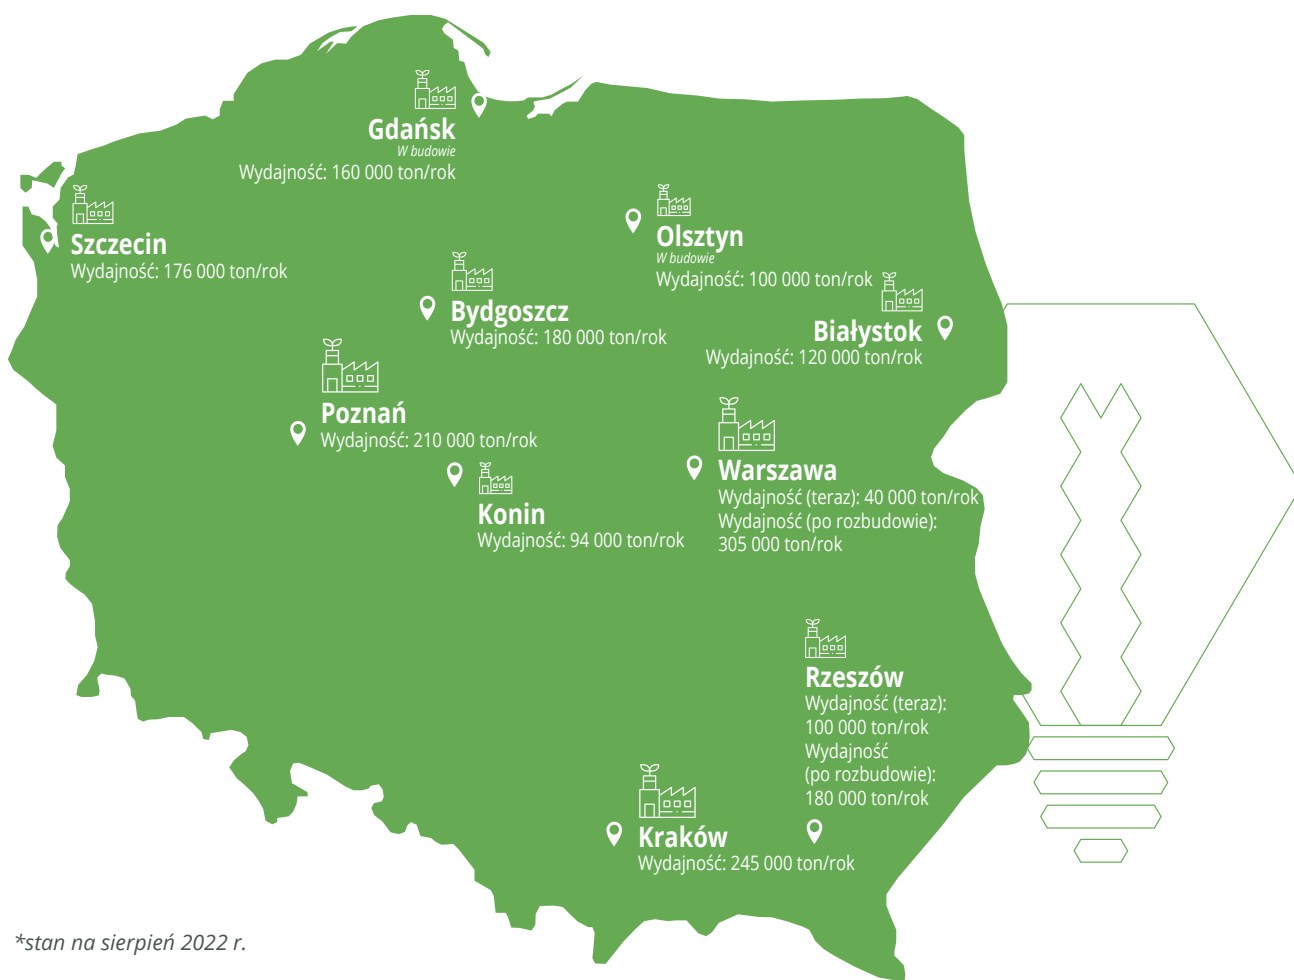 Gdańsk
W budowie
Wydajność: 160 000 ton/rok
Szczecin
Wydajność: 176 000 ton/rok
Olsztyn
W budowie
Wydajność: 100 000 ton/rok
Bydgoszcz
Wydajność: 180 000 ton/rok
Białystok
Wydajność: 120 000 ton/rok
Poznań
Wydajność: 210 000 ton/rok
Warszawa
Wydajność (teraz): 40 000 ton/rok
Wydajność (po rozbudowie):
305 000 ton/rok
Konin
Wydajność: 94 000 ton/rok
Rzeszów
Wydajność (teraz):
100 000 ton/rok
Wydajność
(po rozbudowie):
180 000 ton/rok
Kraków
Wydajność: 245 000 ton/rok
*stan na sierpień 2022 r.